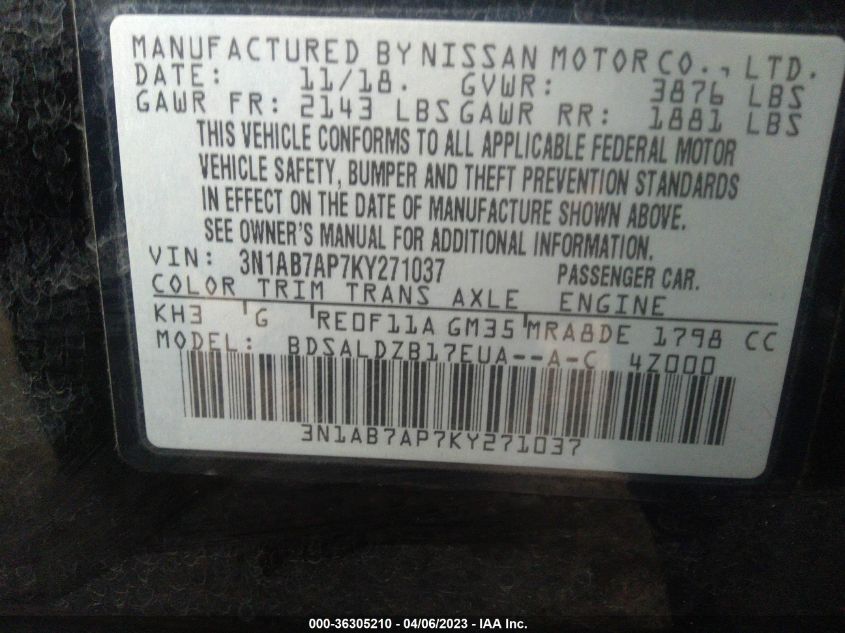 MANUFACTURED BY NISSAN MOTOR CO., LTD.
DATE: 11/18. GVWR: 3876 LBS
GAWR FR: 2143 LBS GAWR RR: 1881 LBS
THIS VEHICLE CONFORMS TO ALL APPLICABLE FEDERAL MOTOR
VEHICLE SAFETY, BUMPER AND THEFT PREVENTION STANDARDS
IN EFFECT ON THE DATE OF MANUFACTURE SHOWN ABOVE.
SEE OWNER'S MANUAL FOR ADDITIONAL INFORMATION.
VIN: 3N1AB7AP7KY271037 PASSENGER CAR.
COLOR TRIM TRANS AXLE ENGINE
KH3 G RE0F11A GM35 MRA8DE 1798 CC
MODEL: BDSALDZB17EUA--A-C 4Z000
3N1AB7AP7KY271037
000-36305210 - 04/06/2023 - IAA Inc.